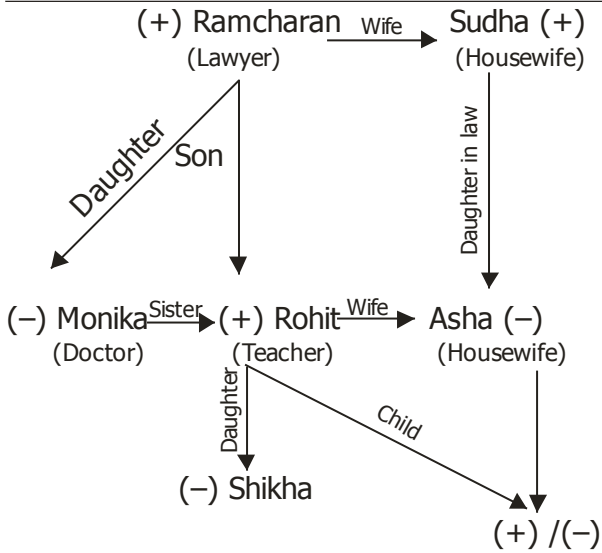 (+) Ramcharan Wife Sudha (+)
(Lawyer) (Housewife)
Daughter Son Daughter in law
(–) Monika Sister (+) Rohit Wife Asha (–)
(Doctor) (Teacher) (Housewife)
Daughter Child
(–) Shikha
(+) /(–)